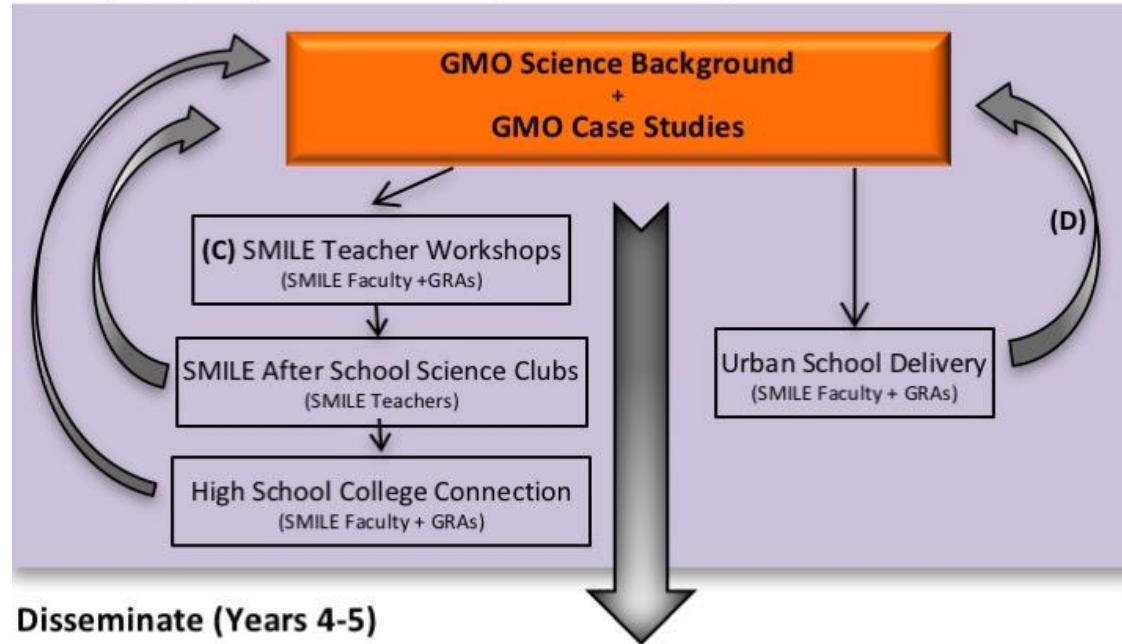 GMO Science Background
+
GMO Case Studies
(C) SMILE Teacher Workshops
(SMILE Faculty +GRAs)
SMILE After School Science Clubs
(SMILE Teachers)
High School College Connection
(SMILE Faculty + GRAs)
Urban School Delivery
(SMILE Faculty + GRAs)
(D)
Disseminate (Years 4-5)